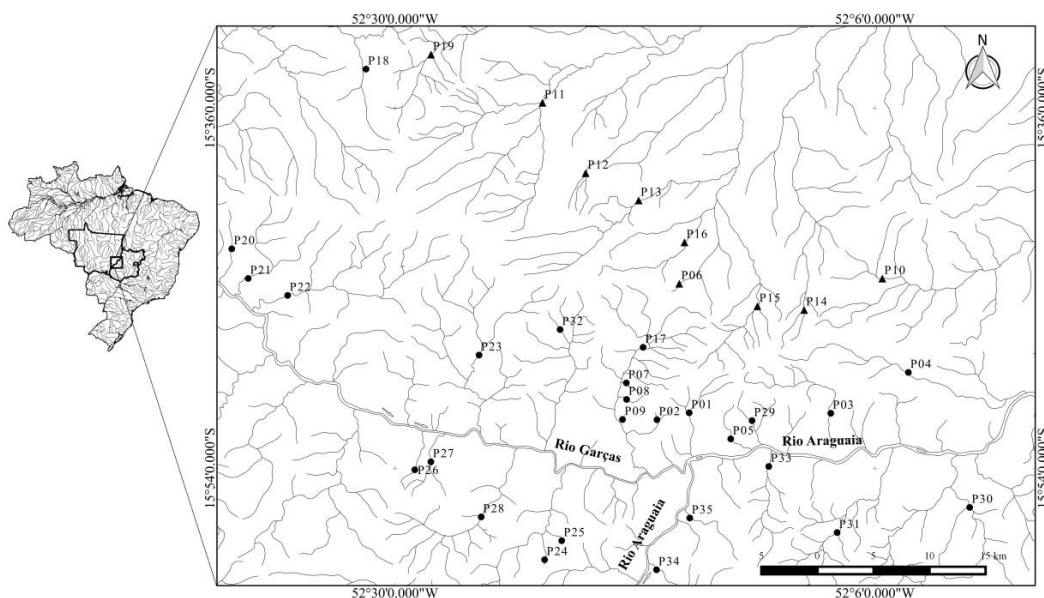 52°30'0.000"W
52°6'0.000"W
P19
P18
N
P11
15°36'0.000"S
15°36'0.000"S
P12
P13
P16
P20
P21
P06
P10
P22
P15
P14
P32
P17
P23
P04
P07
P08
P09
P02
P01
P29
P03
P05
Rio Araguaia
Rio Garças
P27
P26
P33
15°54'0.000"S
15°54'0.000"S
P30
P28
P35
P31
Rio Araguaia
P25
P24
P34
5 0 5 10 15 km
52°30'0.000"W
52°6'0.000"W